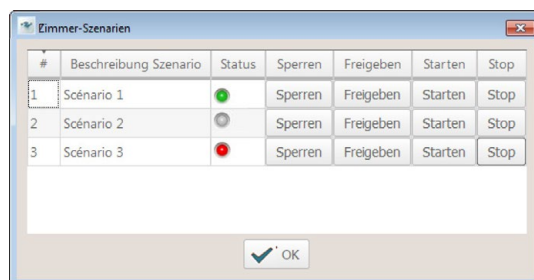 Zimmer-Szenarien
# Beschreibung Szenario Status Sperren Freigeben Starten Stop
1 Scénario 1 Sperren Freigeben Starten Stop
2 Scénario 2 Sperren Freigeben Starten Stop
3 Scénario 3 Sperren Freigeben Starten Stop
OK